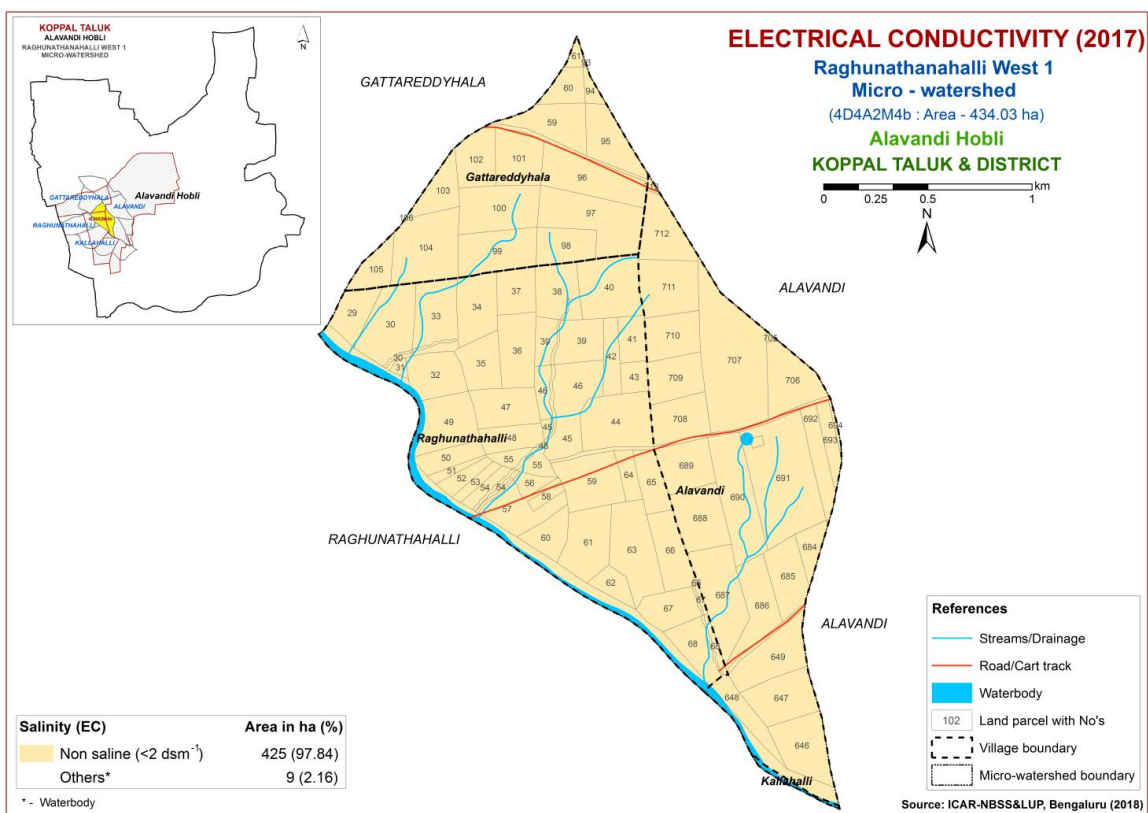 KOPPAL TALUK
ALAVANDI HOBLI
RAGHUNATHANAHALLI WEST 1
MICRO-WATERSHED
N
GATTAREDDYHALA
Alavandi Hobli
ALAVANDI
4D4A2M4b
RAGHUNATHAHALLI
KALLAHALLI
ELECTRICAL CONDUCTIVITY (2017)
Raghunathanahalli West 1
Micro - watershed
(4D4A2M4b : Area - 434.03 ha)
Alavandi Hobli
KOPPAL TALUK & DISTRICT
km
0 0.25 0.5 1
N
GATTAREDDYHALA
61
93
60
94
59
95
102 101
Gattareddyhala
96
103
100
97
106
712
104
99
98
105
ALAVANDI
37
38
40
711
29
30
33
34
39
39
41
710
705
36
42
707
30
31
32
35
46
46
43
709
706
47
49
44
708
692
694
693
Raghunathahalli
48
45
45
48
50
51
52
53
54
54
55
55
56
57
58
59
64
65
689
Alavandi
690
691
688
RAGHUNATHAHALLI
60
61
63
66
684
62
685
687
686
67
68
ALAVANDI
649
648
647
646
Kallahalli
References
Streams/Drainage
Road/Cart track
Waterbody
102 Land parcel with No's
Village boundary
Micro-watershed boundary
Salinity (EC) Area in ha (%)
Non saline (<2 dsm⁻¹) 425 (97.84)
Others* 9 (2.16)
* - Waterbody
Source: ICAR-NBSS&LUP, Bengaluru (2018)